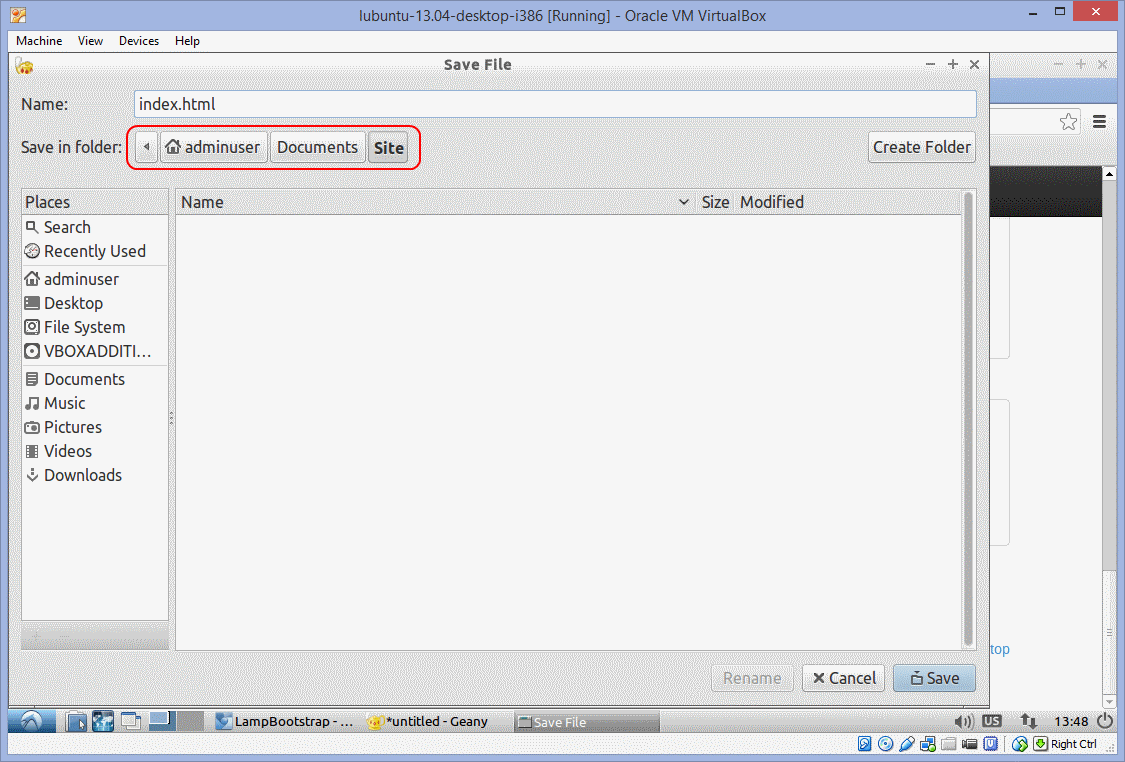 lubuntu-13.04-desktop-i386 [Running] - Oracle VM VirtualBox
Machine View Devices Help
Save File
Name: index.html
Save in folder: adminuser Documents Site Create Folder
Places Name Size Modified
Search
Recently Used
adminuser
Desktop
File System
VBOXADDITI...
Documents
Music
Pictures
Videos
Downloads
top
Rename Cancel Save
LampBootstrap - ... *untitled - Geany Save File US 13:48
Right Ctrl